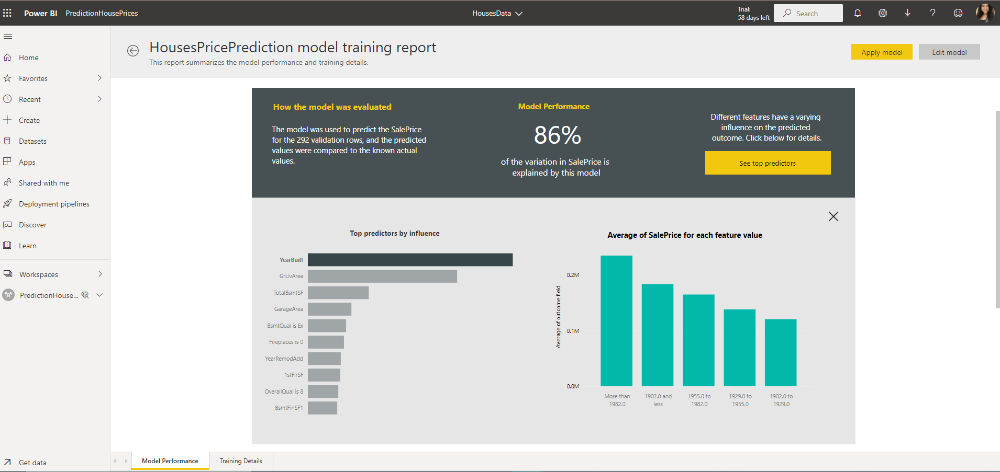 Power BI PredictionHousePrices
HousesData
Trial:
58 days left
Search
Home
Favorites
Recent
Create
Datasets
Apps
Shared with me
Deployment pipelines
Discover
Learn
Workspaces
PredictionHouse...
Get data
HousesPricePrediction model training report
This report summarizes the model performance and training details.
Apply model
Edit model
How the model was evaluated
The model was used to predict the SalePrice
for the 292 validation rows, and the predicted
values were compared to the known actual
values.
Model Performance
86%
of the variation in SalePrice is
explained by this model
Different features have a varying
influence on the predicted
outcome. Click below for details.
See top predictors
Top predictors by influence
YearBuilt
GrLivArea
TotalBsmtSF
GarageArea
BsmtQual is Ex
Fireplaces is 0
YearRemodAdd
1stFlrSF
OverallQual is 8
BsmtFinSF1
Average of SalePrice for each feature value
Average of outcome field
0.2M
0.1M
0.0M
More than
1982.0
1902.0 and
less
1955.0 to
1982.0
1929.0 to
1955.0
1902.0 to
1929.0
Model Performance
Training Details